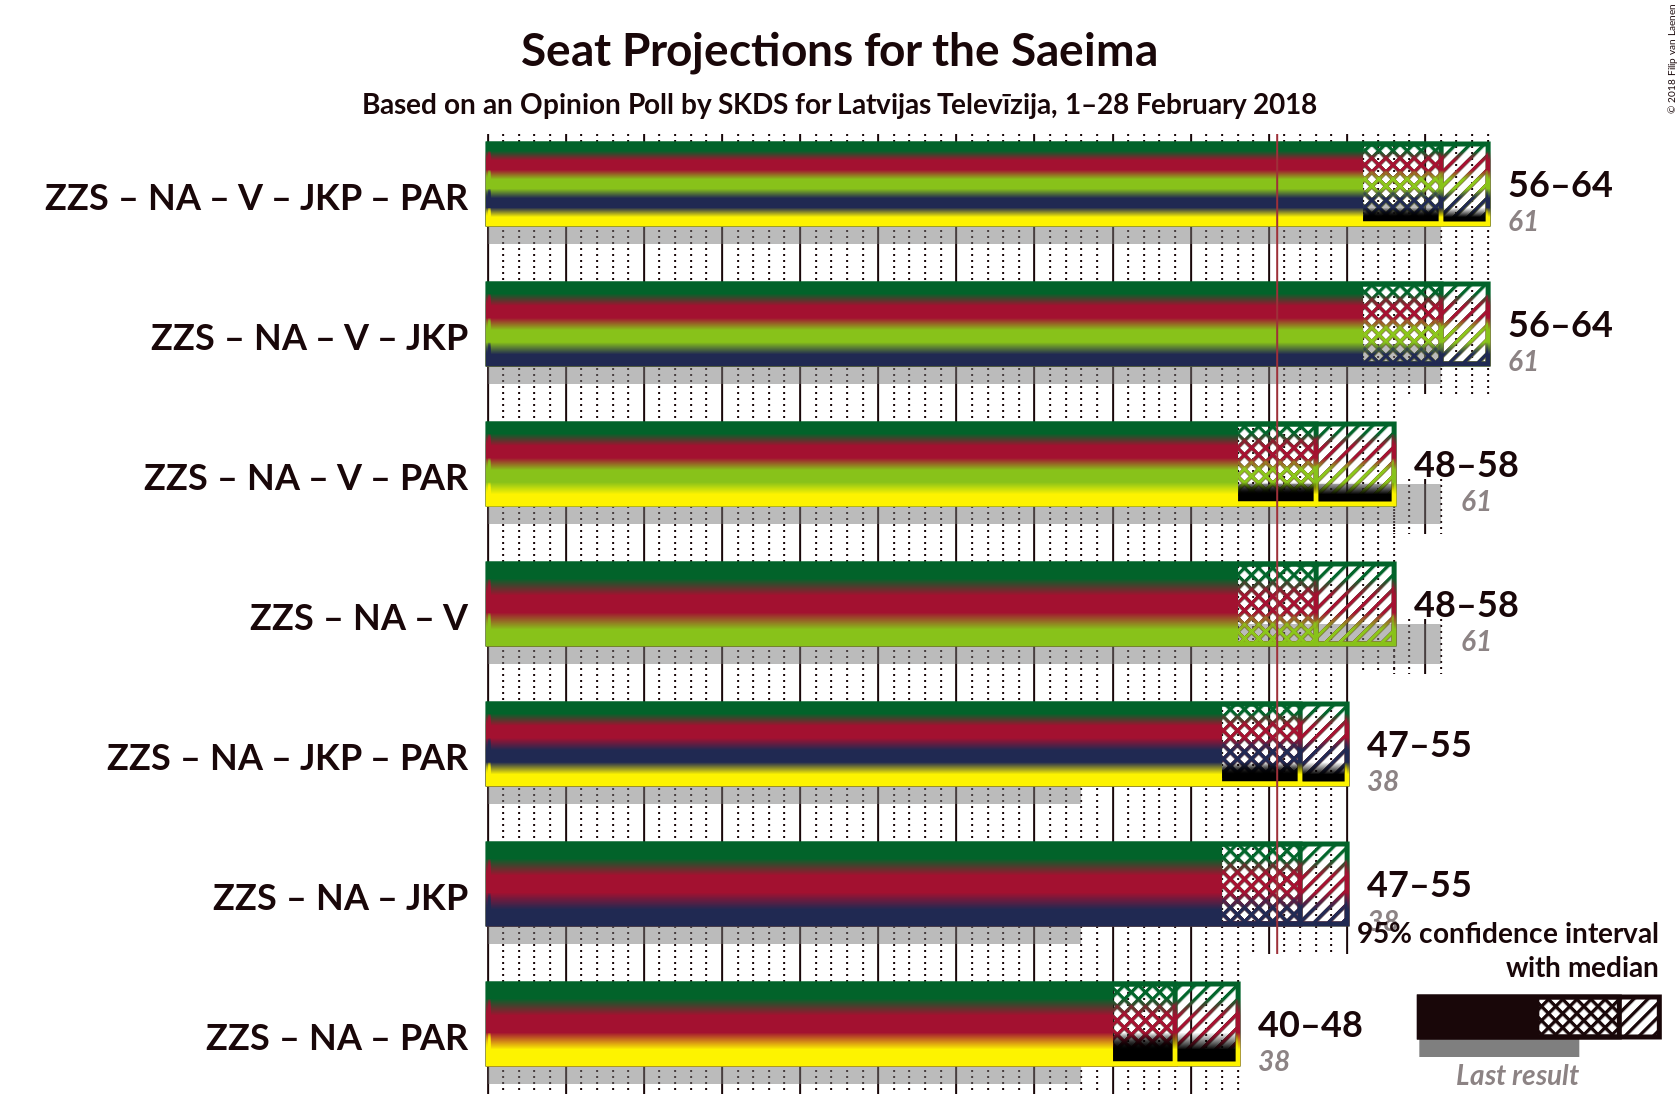 Seat Projections for the Saeima
Based on an Opinion Poll by SKDS for Latvijas Televīzija, 1–28 February 2018
© 2018 Filip van Laenen
ZZS – NA – V – JKP – PAR
56–64
61
ZZS – NA – V – JKP
56–64
61
ZZS – NA – V – PAR
48–58
61
ZZS – NA – V
48–58
61
ZZS – NA – JKP – PAR
47–55
38
ZZS – NA – JKP
47–55
38
95% confidence interval
with median
Last result
ZZS – NA – PAR
40–48
38